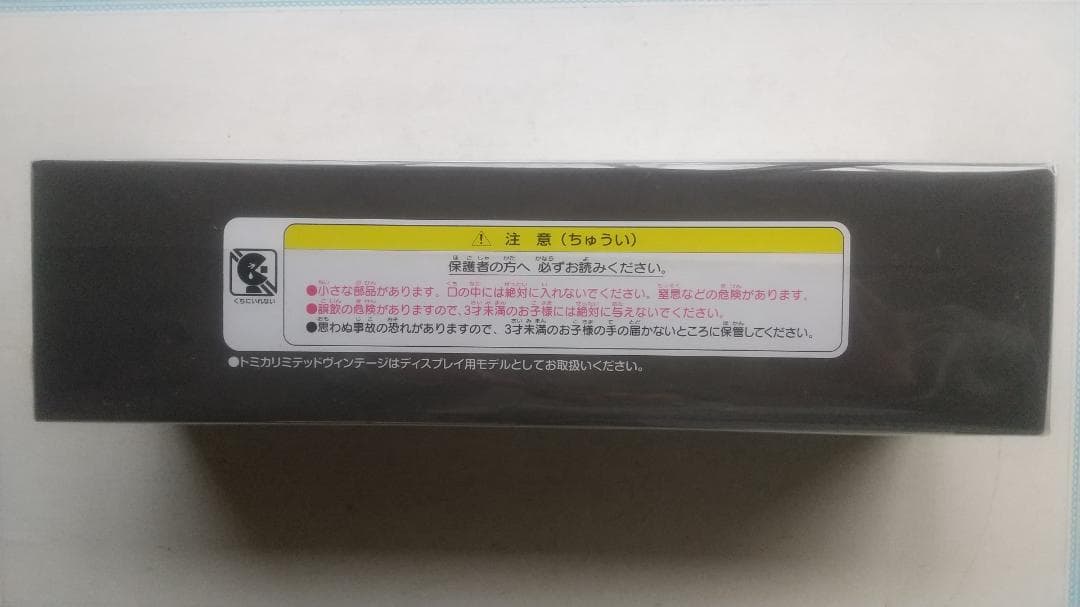 ⚠ 注 意（ちゅうい）
保護者の方へ 必ずお読みください。
●小さな部品があります。口の中には絶対に入れないでください。窒息などの危険があります。
●誤飲の危険がありますので、3才未満のお子様には絶対に与えないでください。
●思わぬ事故の恐れがありますので、3才未満のお子様の手の届かないところに保管してください。
くちにいれない
●トミカリミテッドヴィンテージはディスプレイ用モデルとしてお取扱いください。